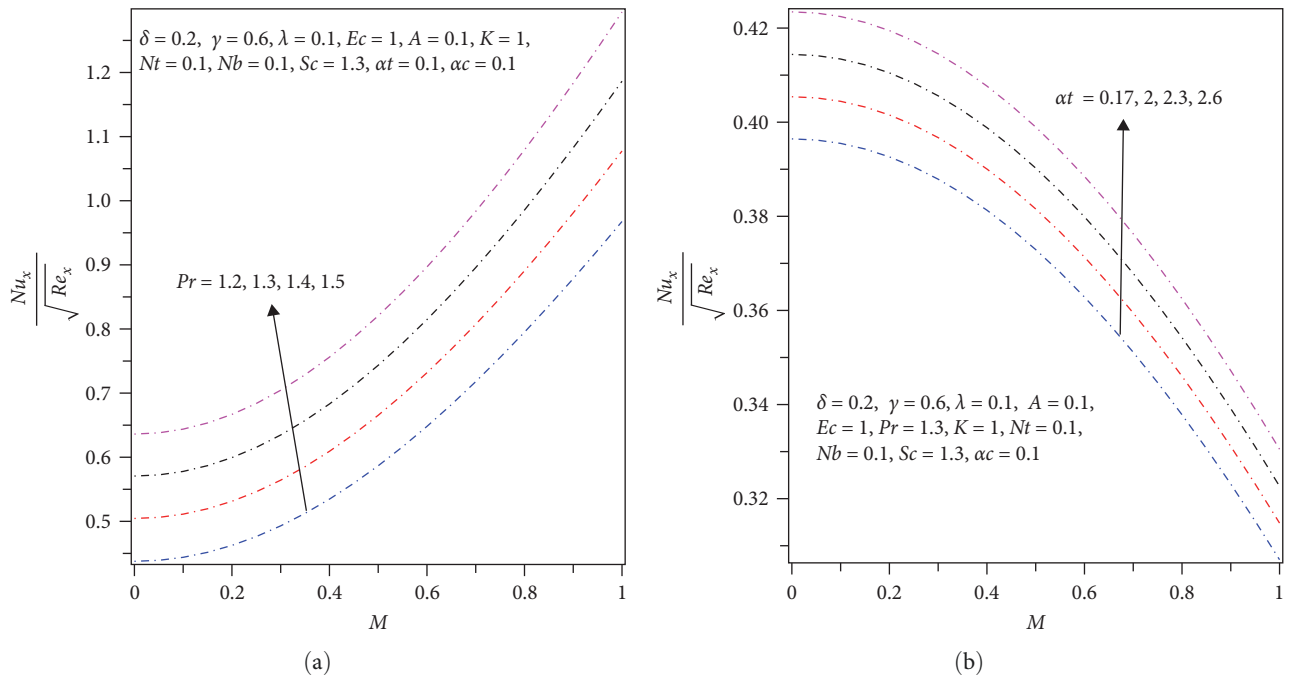 δ = 0.2, γ = 0.6, λ = 0.1, Ec = 1, A = 0.1, K = 1,
Nt = 0.1, Nb = 0.1, Sc = 1.3, αt = 0.1, αc = 0.1
1.2
1.1
1.0
0.9
0.8
0.7
0.6
0.5
Nu_x
√Re_x
Pr = 1.2, 1.3, 1.4, 1.5
0 0.2 0.4 0.6 0.8 1
M
(a)
0.42
0.40
0.38
0.36
0.34
0.32
Nu_x
√Re_x
αt = 0.17, 2, 2.3, 2.6
δ = 0.2, γ = 0.6, λ = 0.1, A = 0.1,
Ec = 1, Pr = 1.3, K = 1, Nt = 0.1,
Nb = 0.1, Sc = 1.3, αc = 0.1
0 0.2 0.4 0.6 0.8 1
M
(b)